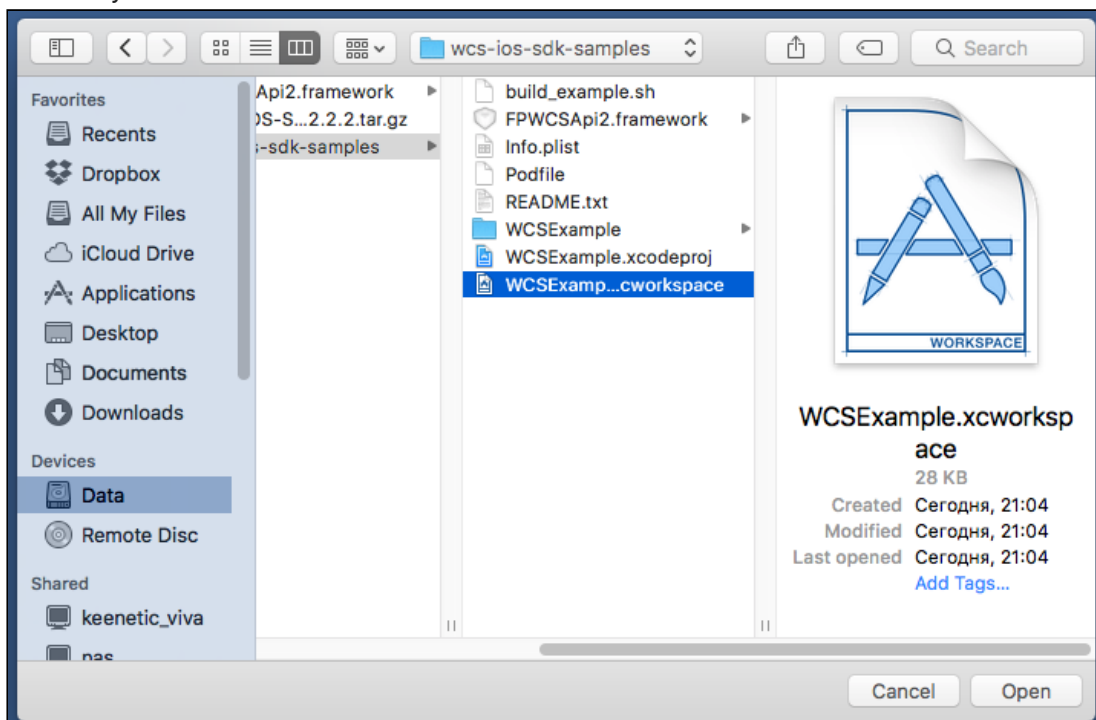 wcs-ios-sdk-samples
Search
Favorites
Recents
Dropbox
All My Files
iCloud Drive
Applications
Desktop
Documents
Downloads
Devices
Data
Remote Disc
Shared
keenetic_viva
Api2.framework
S-S...2.2.2.tar.gz
-sdk-samples
build_example.sh
FPWCSApi2.framework
Info.plist
Podfile
README.txt
WCSExample
WCSExample.xcodeproj
WCSExamp...cworkspace
WORKSPACE
WCSExample.xcworksp
ace
28 KB
Created Сегодня, 21:04
Modified Сегодня, 21:04
Last opened Сегодня, 21:04
Add Tags...
Cancel
Open